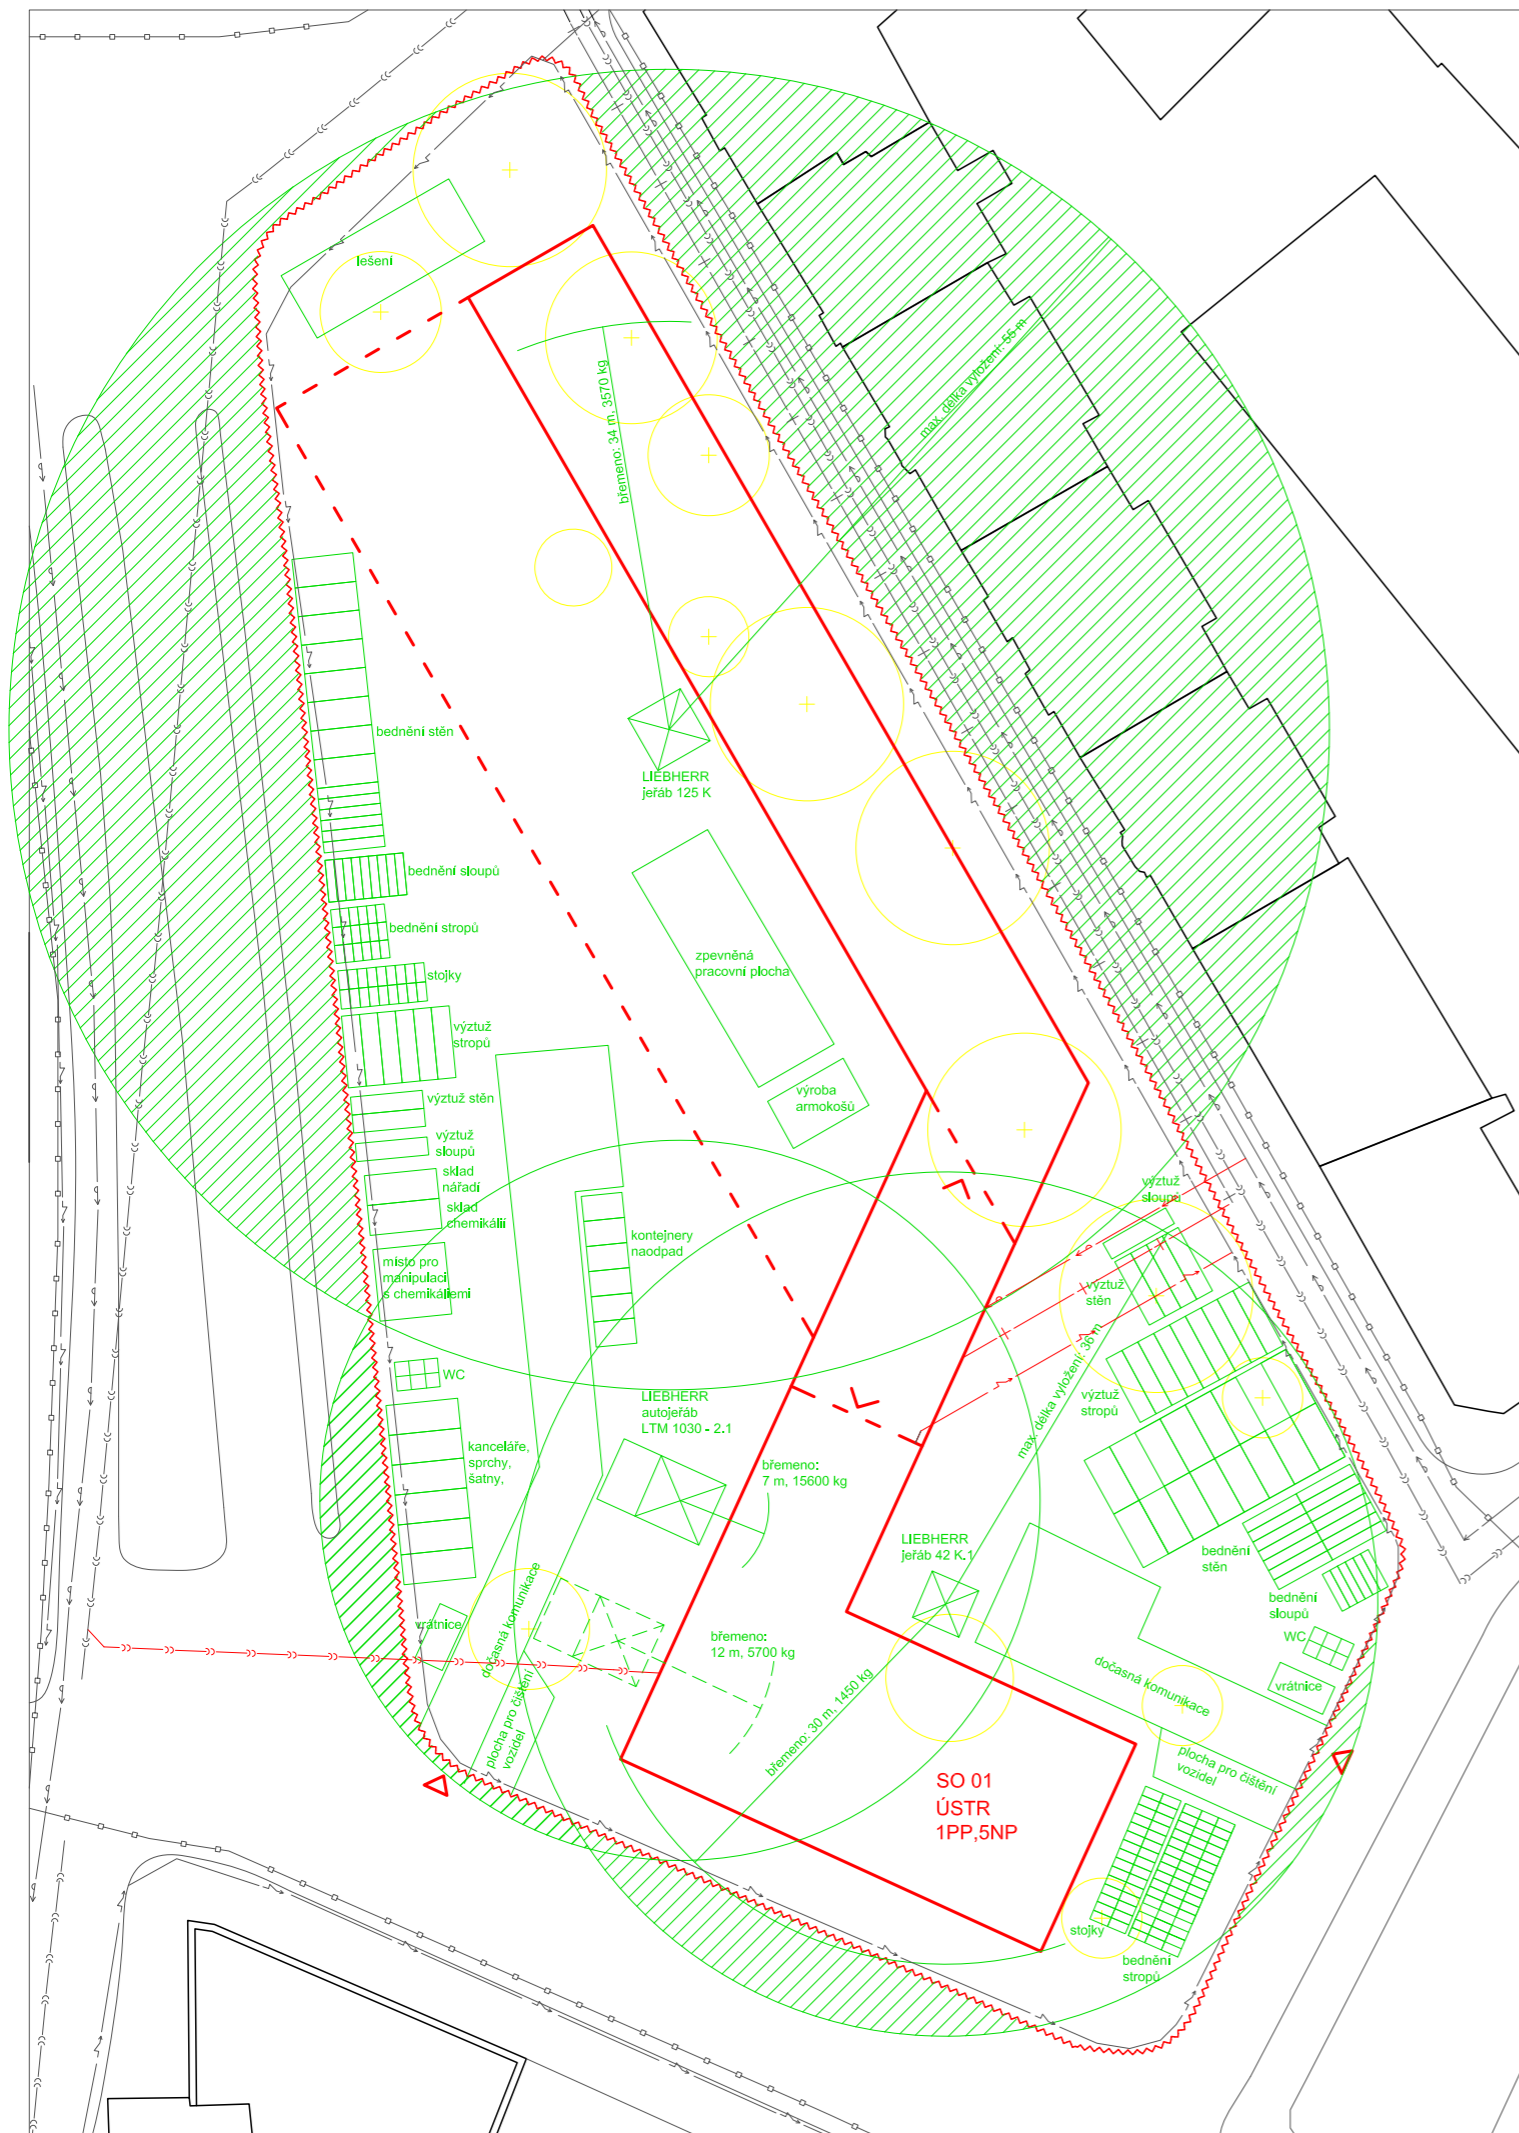 lešení
max. délka vyložení: 55 m
břemeno: 34 m, 3570 kg
bednění stěn
LIEBHERR
jeřáb 125 K
bednění sloupů
bednění stropů
stojky
zpevněná
pracovní plocha
výztuž
stropů
výztuž stěn
výroba
armokošů
výztuž
sloupů
sklad
nářadí
sklad
chemikálií
výztuž
sloupů
kontejnery
naodpad
místo pro
manipulaci
s chemikáliemi
výztuž
stěn
max. délka vyložení: 36 m
WC
LIEBHERR
autojeřáb
LTM 1030 - 2.1
výztuž
stropů
kanceláře,
sprchy,
šatny,
břemeno:
7 m, 15600 kg
LIEBHERR
jeřáb 42 K.1
bednění
stěn
bednění
sloupů
vrátnice
dočasná komunikace
břemeno:
12 m, 5700 kg
WC
vrátnice
dočasná komunikace
břemeno: 30 m, 1450 kg
plocha pro čištění
vozidel
plocha pro čištění
vozidel
SO 01
ÚSTR
1PP,5NP
stojky
bednění
stropů